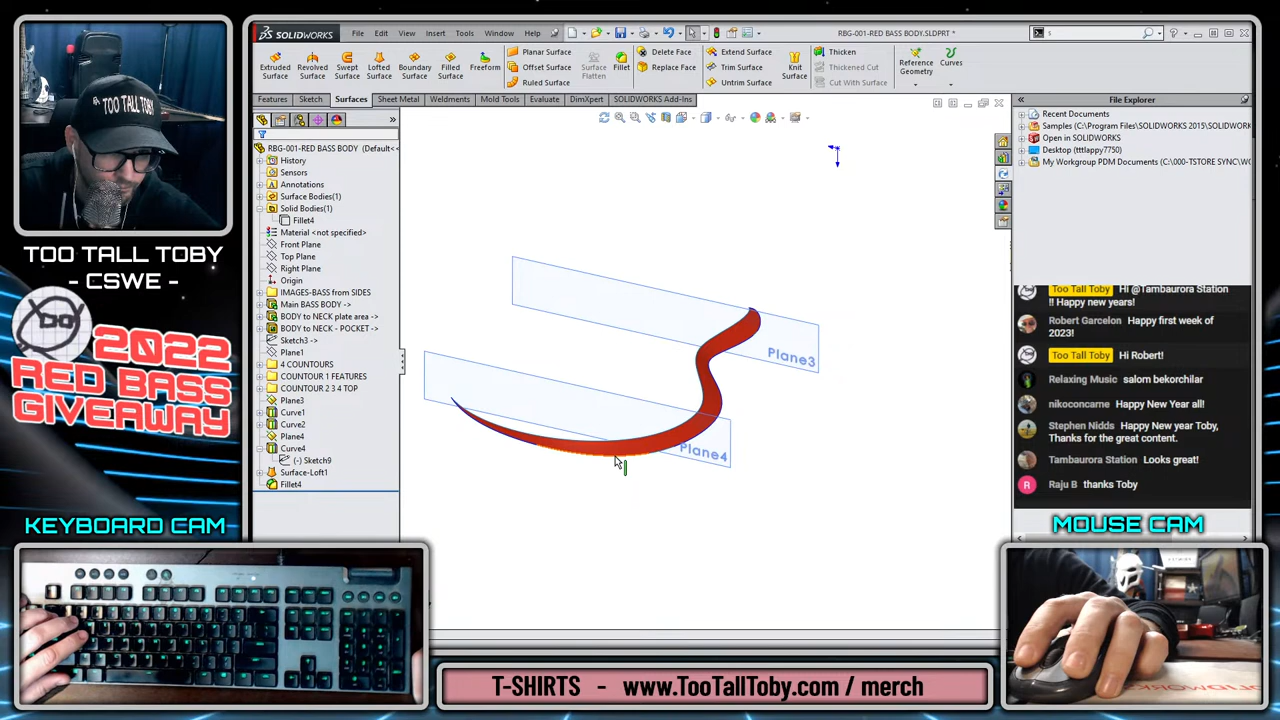 SOLIDWORKS
File Edit View Insert Tools Window Help
RBG-001-RED BASS BODY.SLDPRT *
s
Extruded Surface
Revolved Surface
Swept Surface
Lofted Surface
Boundary Surface
Filled Surface
Freeform
Planar Surface
Offset Surface
Ruled Surface
Surface Flatten
Fillet
Delete Face
Replace Face
Extend Surface
Trim Surface
Untrim Surface
Knit Surface
Thicken
Thickened Cut
Cut With Surface
Reference Geometry
Curves
Features Sketch Surfaces Sheet Metal Weldments Mold Tools Evaluate DimXpert SOLIDWORKS Add-Ins
RBG-001-RED BASS BODY (Default<<
History
Sensors
Annotations
Surface Bodies(1)
Solid Bodies(1)
Fillet4
Material <not specified>
Front Plane
Top Plane
Right Plane
Origin
IMAGES-BASS from SIDES
Main BASS BODY ->
BODY to NECK plate area ->
BODY to NECK - POCKET ->
Sketch3 ->
Plane1
4 COUNTOURS
COUNTOUR 1 FEATURES
COUNTOUR 2 3 4 TOP
Plane3
Curve1
Curve2
Plane4
Curve4
(-) Sketch9
Surface-Loft1
Fillet4
Plane3
Plane4
File Explorer
Recent Documents
Samples (C:\Program Files\SOLIDWORKS 2015\SOLIDWORK
Open in SOLIDWORKS
Desktop (tttlappy7750)
My Workgroup PDM Documents (C:\000-TSTORE SYNC\WC
Too Tall Toby Hi @Tambaurora Station
!! Happy new years!
Robert Garcelon Happy first week of
2023!
Too Tall Toby Hi Robert!
Relaxing Music salom bekorchilar
nikoconcarne Happy New Year all!
Stephen Nidds Happy new year Toby,
Thanks for the great content.
Tambaurora Station Looks great!
R Raju B thanks Toby
TOO TALL TOBY
TOO TALL TOBY
- CSWE -
2022
RED BASS
GIVEAWAY
KEYBOARD CAM
MOUSE CAM
T-SHIRTS - www.TooTallToby.com / merch